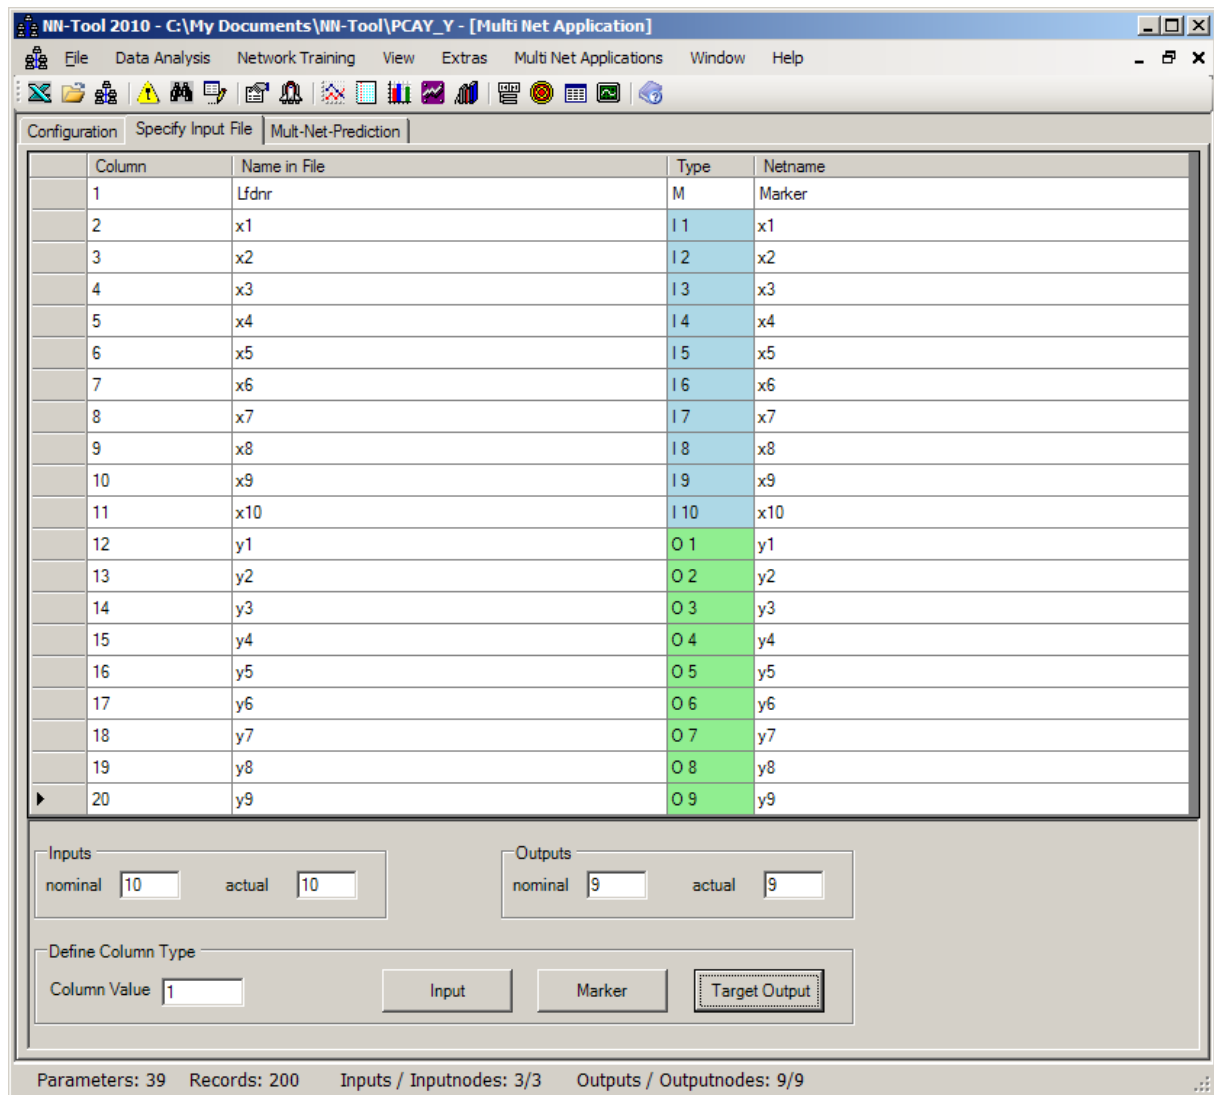 NN-Tool 2010 - C:\My Documents\NN-Tool\PCAY_Y - [Multi Net Application]
File Data Analysis Network Training View Extras Multi Net Applications Window Help
Configuration Specify Input File Mult-Net-Prediction
Column Name in File Type Netname
1 Lfdnr M Marker
2 x1 I 1 x1
3 x2 I 2 x2
4 x3 I 3 x3
5 x4 I 4 x4
6 x5 I 5 x5
7 x6 I 6 x6
8 x7 I 7 x7
9 x8 I 8 x8
10 x9 I 9 x9
11 x10 I 10 x10
12 y1 O 1 y1
13 y2 O 2 y2
14 y3 O 3 y3
15 y4 O 4 y4
16 y5 O 5 y5
17 y6 O 6 y6
18 y7 O 7 y7
19 y8 O 8 y8
20 y9 O 9 y9
Inputs Outputs
nominal 10 actual 10 nominal 9 actual 9
Define Column Type
Column Value 1 Input Marker Target Output
Parameters: 39 Records: 200 Inputs / Inputnodes: 3/3 Outputs / Outputnodes: 9/9